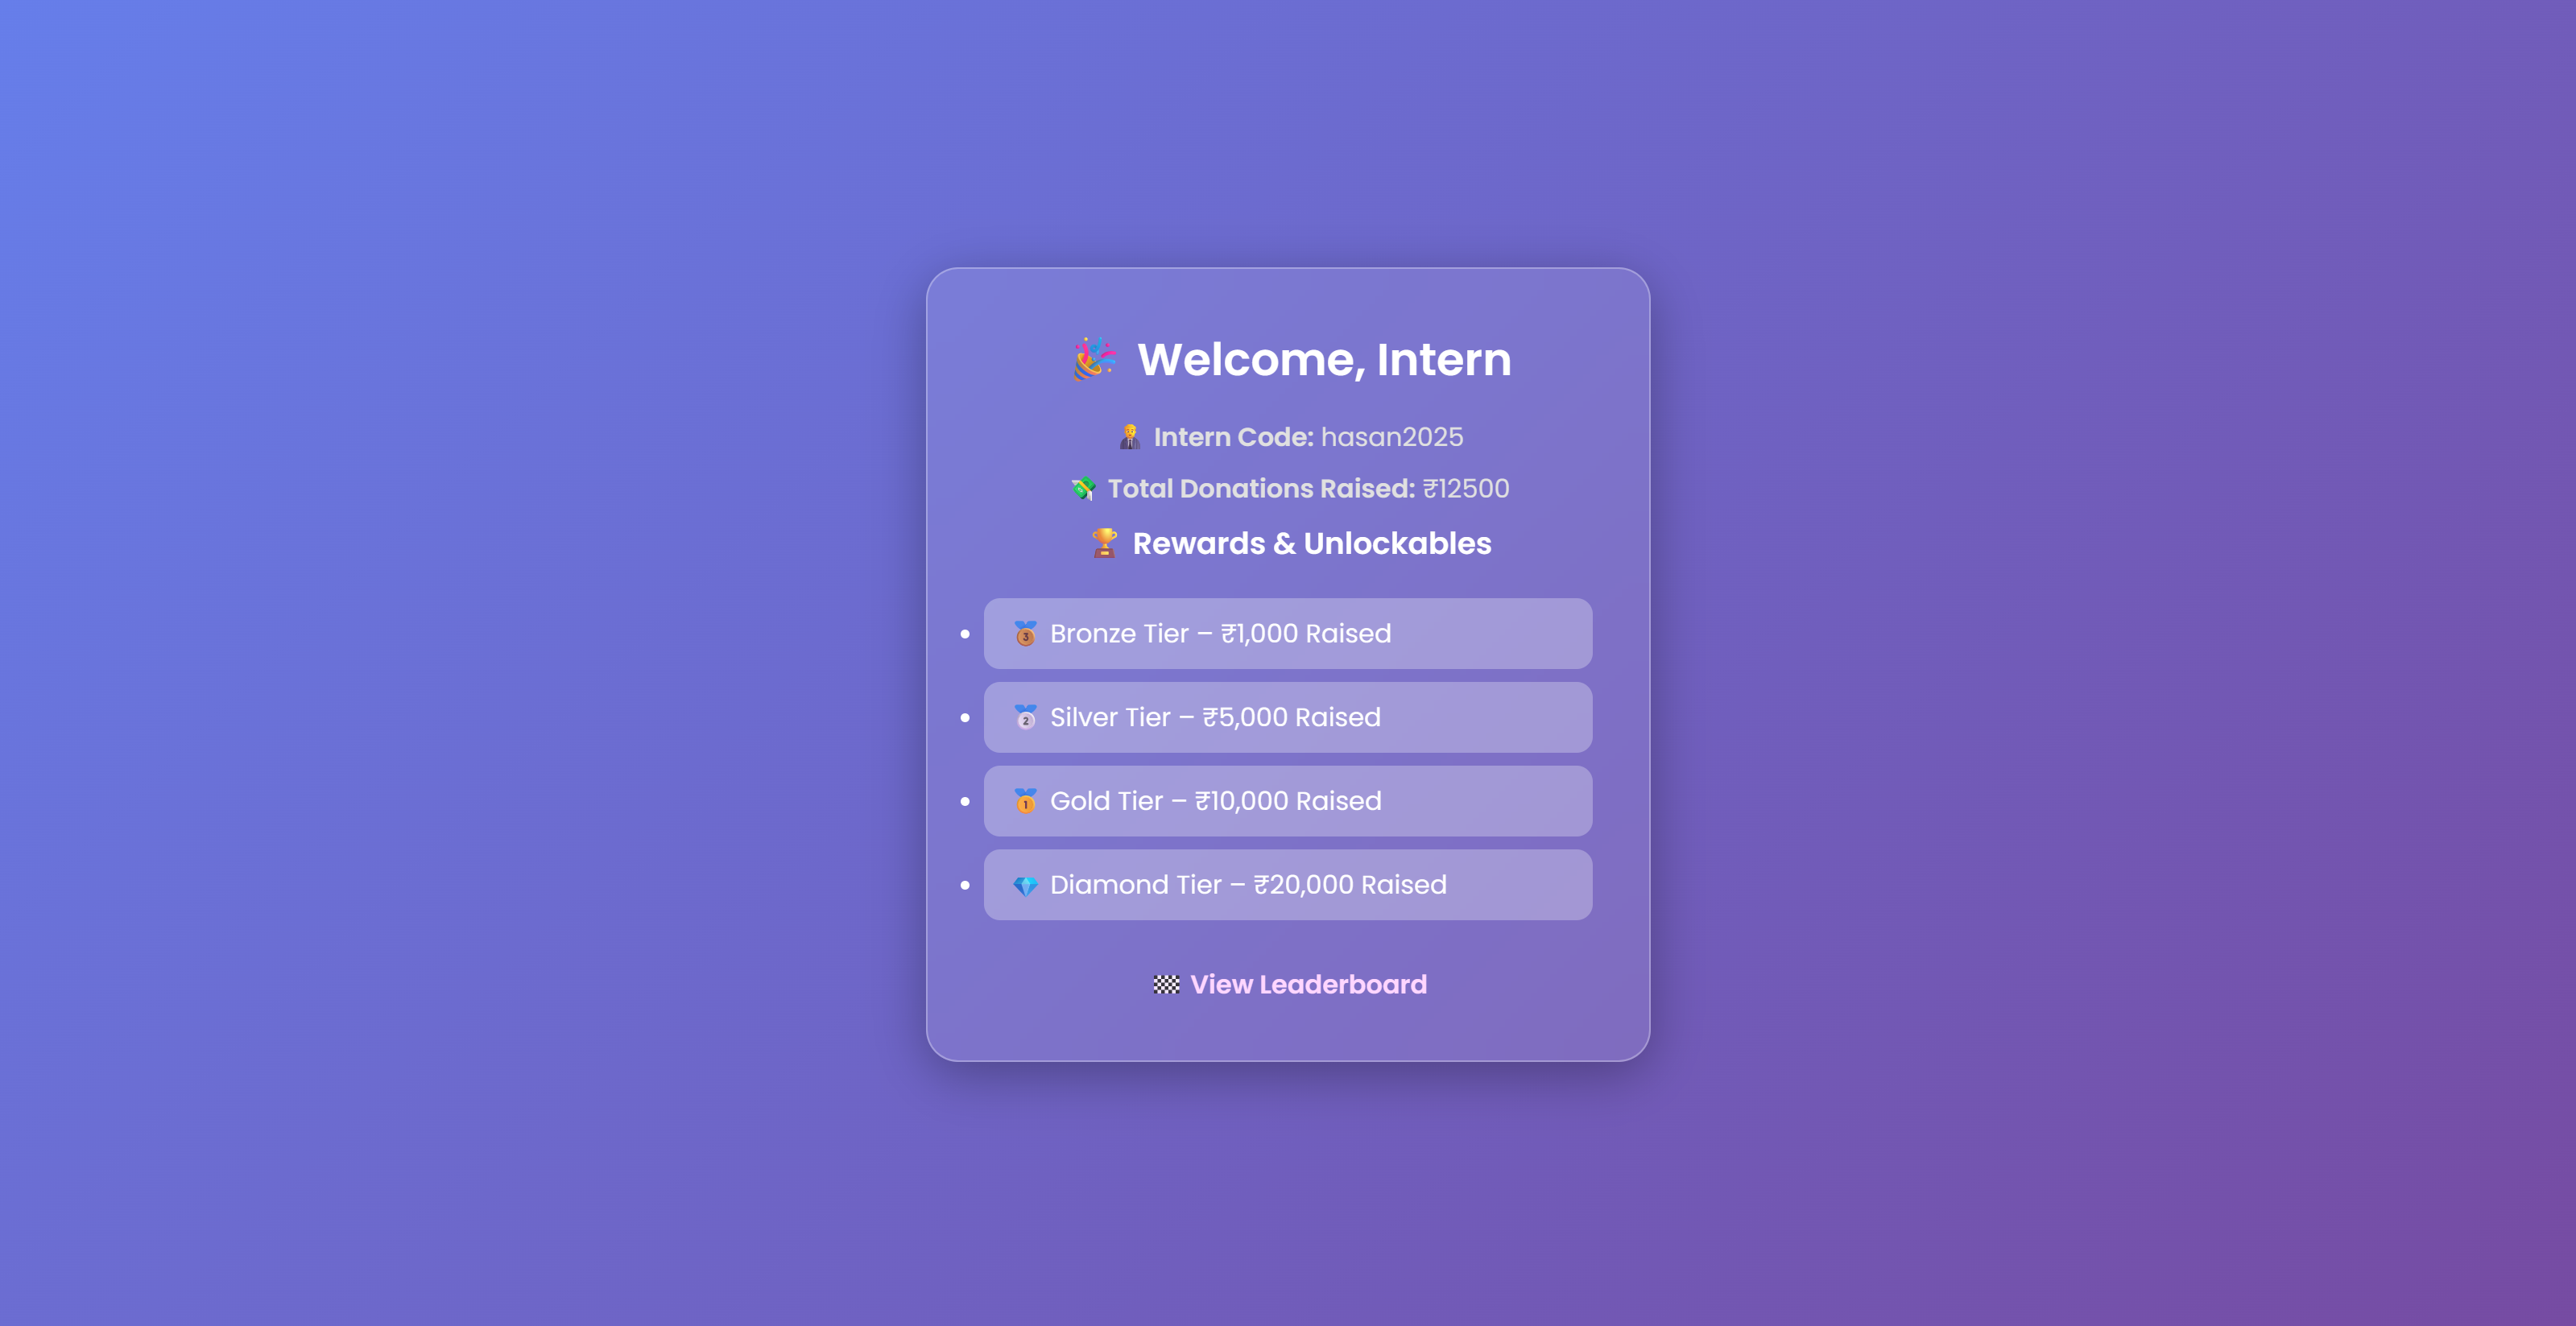 🎉 Welcome, Intern
Intern Code: hasan2025
💸 Total Donations Raised: ₹12500
🏆 Rewards & Unlockables
• 🥉 Bronze Tier – ₹1,000 Raised
• 🥈 Silver Tier – ₹5,000 Raised
• 🥇 Gold Tier – ₹10,000 Raised
• 💎 Diamond Tier – ₹20,000 Raised
🏁 View Leaderboard